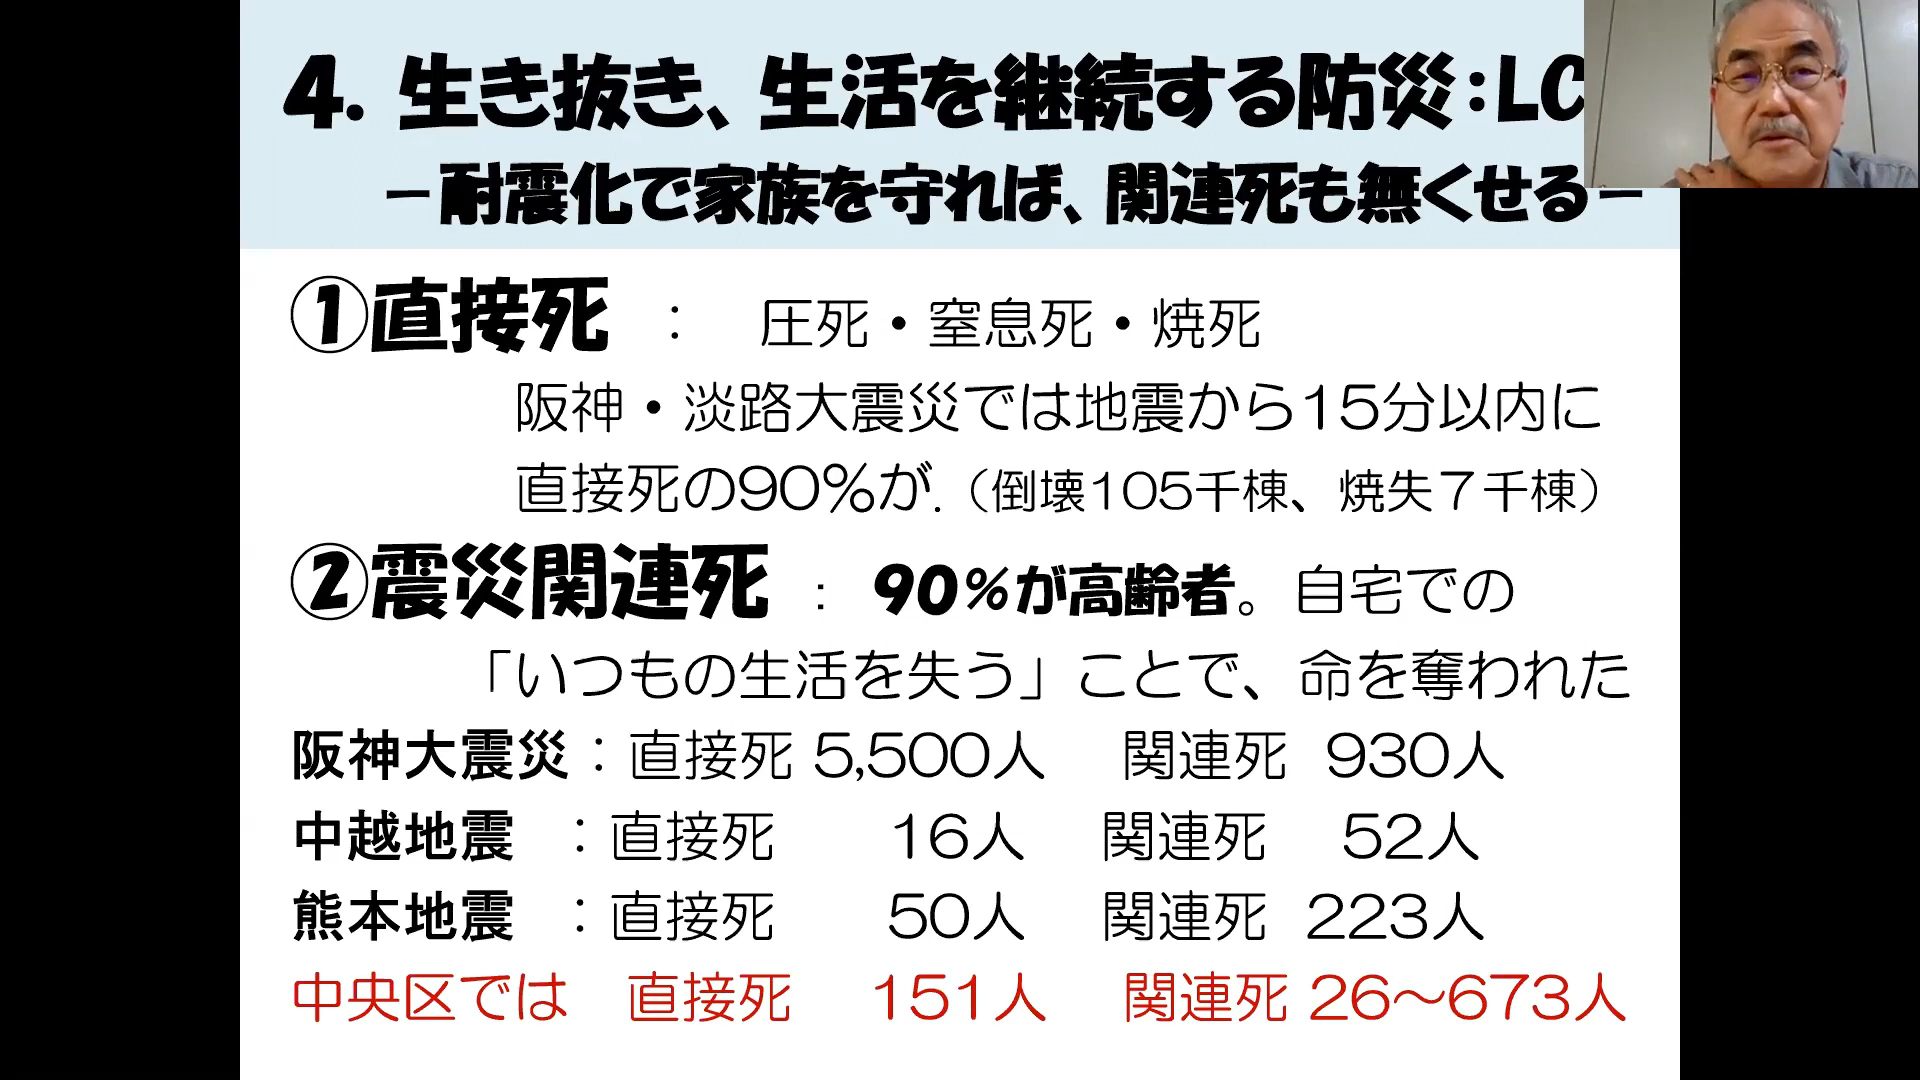 4. 生き抜き、生活を継続する防災：LC
－耐震化で家族を守れば、関連死も無くせる－
①直接死 ： 圧死・窒息死・焼死
阪神・淡路大震災では地震から15分以内に
直接死の90％が.（倒壊105千棟、焼失７千棟）
②震災関連死 ： 90％が高齢者。自宅での
「いつもの生活を失う」ことで、命を奪われた
阪神大震災：直接死 5,500人 関連死 930人
中越地震 ：直接死 16人 関連死 52人
熊本地震 ：直接死 50人 関連死 223人
中央区では 直接死 151人 関連死 26～673人